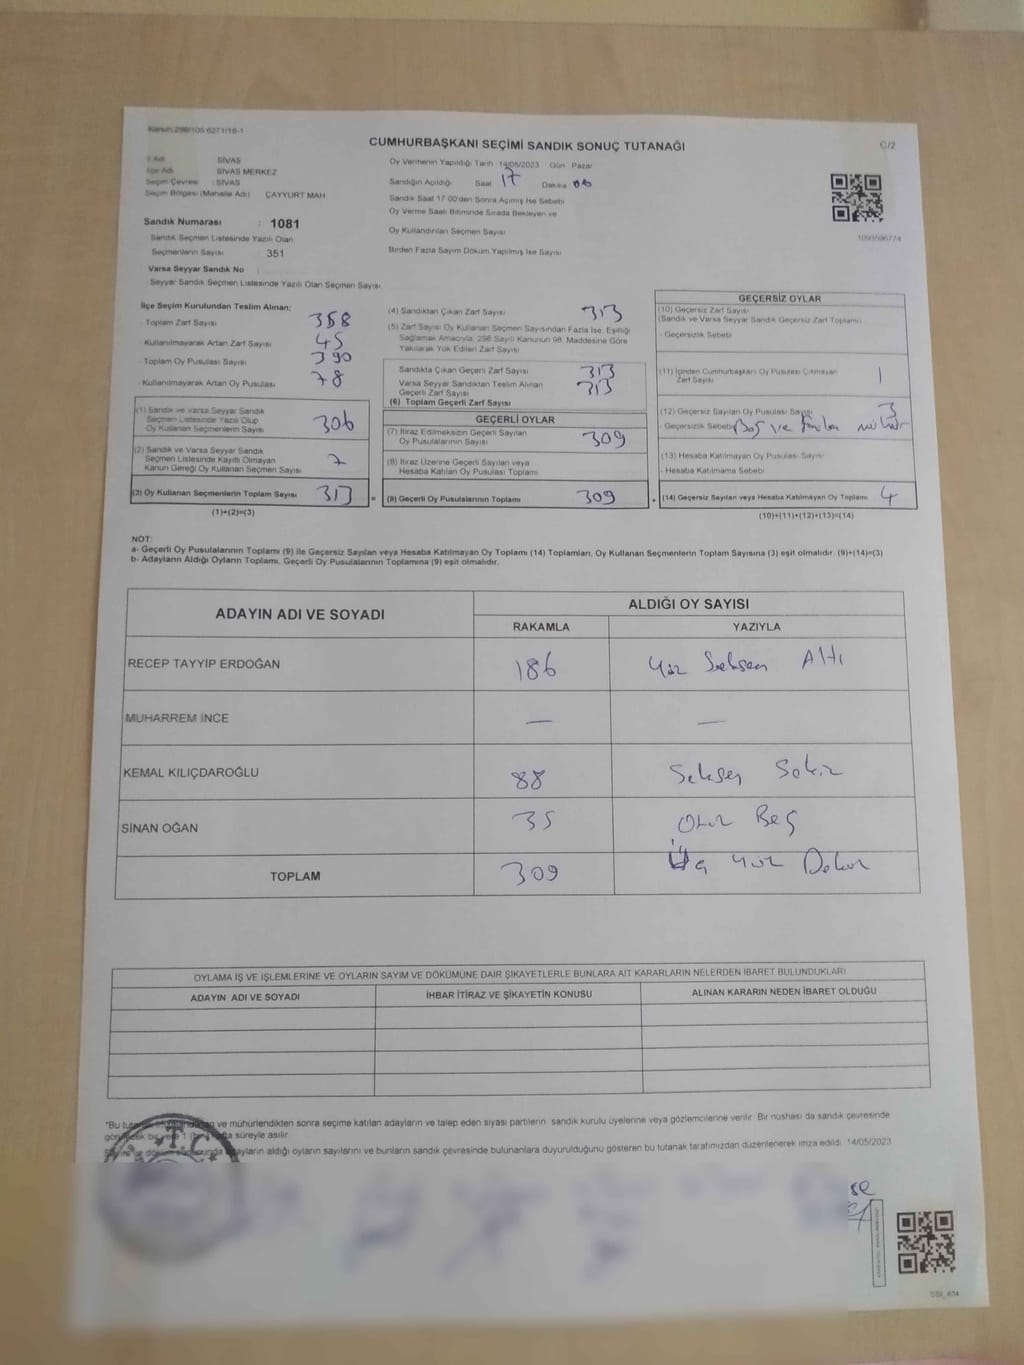 Kanun:298/105 6271/16-1
CUMHURBAŞKANI SEÇİMİ SANDIK SONUÇ TUTANAĞI
C/2
İl Adı SİVAS
İlçe Adı SİVAS MERKEZ
Seçim Çevresi : SİVAS
Seçim Bölgesi (Mahalle Adı) ÇAYYURT MAH
Sandık Numarası : 1081
Sandık Seçmen Listesinde Yazılı Olan
Seçmenlerin Sayısı 351
Varsa Seyyar Sandık No
Seyyar Sandık Seçmen Listesinde Yazılı Olan Seçmen Sayısı
Oy Vermenin Yapıldığı Tarih 14/05/2023 Gün Pazar
Sandığın Açıldığı Saat 17 Dakika
Sandık Saat 17:00'den Sonra Açımış İse Sebebi
Oy Verme Saati Bitiminde Sırada Bekleyen ve
Oy Kullandırılan Seçmen Sayısı
Birden Fazla Sayım Döküm Yapılmış İse Sayısı
1093596774
İlçe Seçim Kurulundan Teslim Alınan;
Toplam Zarf Sayısı 358
Kullanılmayarak Artan Zarf Sayısı 45
Toplam Oy Pusulası Sayısı 390
Kullanılmayarak Artan Oy Pusulası 78
(1) Sandık ve Varsa Seyyar Sandık
Seçmen Listesinde Yazılı Olup
Oy Kullanan Seçmenlerin Sayısı 306
(2) Sandık ve Varsa Seyyar Sandık
Seçmen Listesinde Kayıtlı Olmayan
Kanun Gereği Oy Kullanan Seçmen Sayısı 7
(3) Oy Kullanan Seçmenlerin Toplam Sayısı 313 =
(1)+(2)=(3)
(4) Sandıktan Çıkan Zarf Sayısı 313
(5) Zarf Sayısı Oy Kullanan Seçmen Sayısından Fazla İse, Eşitliği
Sağlamak Amacıyla, 298 Sayılı Kanunun 98. Maddesine Göre
Yakılarak Yok Edilen Zarf Sayısı
Sandıkta Çıkan Geçerli Zarf Sayısı 313
Varsa Seyyar Sandıktan Teslim Alınan
Geçerli Zarf Sayısı 313
(6) Toplam Geçerli Zarf Sayısı
GEÇERLİ OYLAR
(7) İtiraz Edilmeksizin Geçerli Sayılan
Oy Pusulalarının Sayısı 309
(8) İtiraz Üzerine Geçerli Sayılan veya
Hesaba Katılan Oy Pusulası Toplamı
(9) Geçerli Oy Pusulalarının Toplamı 309 +
GEÇERSİZ OYLAR
(10) Geçersiz Zarf Sayısı
(Sandık ve Varsa Seyyar Sandık Geçersiz Zarf Toplamı)
Geçersizlik Sebebi
(11) İçinden Cumhurbaşkanı Oy Pusulası Çıkmayan
Zarf Sayısı 1
(12) Geçersiz Sayılan Oy Pusulası Sayısı 3
Geçersizlik Sebebi Boş ve Fazla mühür
(13) Hesaba Katılmayan Oy Pusulası Sayısı
Hesaba Katılmama Sebebi
(14) Geçersiz Sayılan veya Hesaba Katılmayan Oy Toplamı 4
(10)+(11)+(12)+(13)=(14)
NOT:
a- Geçerli Oy Pusulalarının Toplamı (9) ile Geçersiz Sayılan veya Hesaba Katılmayan Oy Toplamı (14) Toplamları, Oy Kullanan Seçmenlerin Toplam Sayısına (3) eşit olmalıdır. (9)+(14)=(3)
b- Adayların Aldığı Oyların Toplamı, Geçerli Oy Pusulalarının Toplamına (9) eşit olmalıdır.
ADAYIN ADI VE SOYADI ALDIĞI OY SAYISI
RAKAMLA YAZIYLA
RECEP TAYYİP ERDOĞAN 186 Yüz Seksen Altı
MUHARREM İNCE — —
KEMAL KILIÇDAROĞLU 88 Seksen Sekiz
SİNAN OĞAN 35 Otuz Beş
TOPLAM 309 Üç yüz Dokuz
OYLAMA İŞ VE İŞLEMLERİNE VE OYLARIN SAYIM VE DÖKÜMÜNE DAİR ŞİKAYETLERLE BUNLARA AİT KARARLARIN NELERDEN İBARET BULUNDUKLARI
ADAYIN ADI VE SOYADI İHBAR İTİRAZ VE ŞİKAYETİN KONUSU ALINAN KARARIN NEDEN İBARET OLDUĞU
"Bu ve mühürlendikten sonra seçime katılan adayların ve talep eden siyasi partilerin sandık kurulu üyelerine veya gözlemcilerine verilir. Bir nüshası da sandık çevresinde
süreyle asılır.
adayların aldığı oyların sayılarını ve bunların sandık çevresinde bulunanlara duyurulduğunu gösteren bu tutanak tarafımızdan düzenlenerek imza edildi. 14/05/2023
T.C.